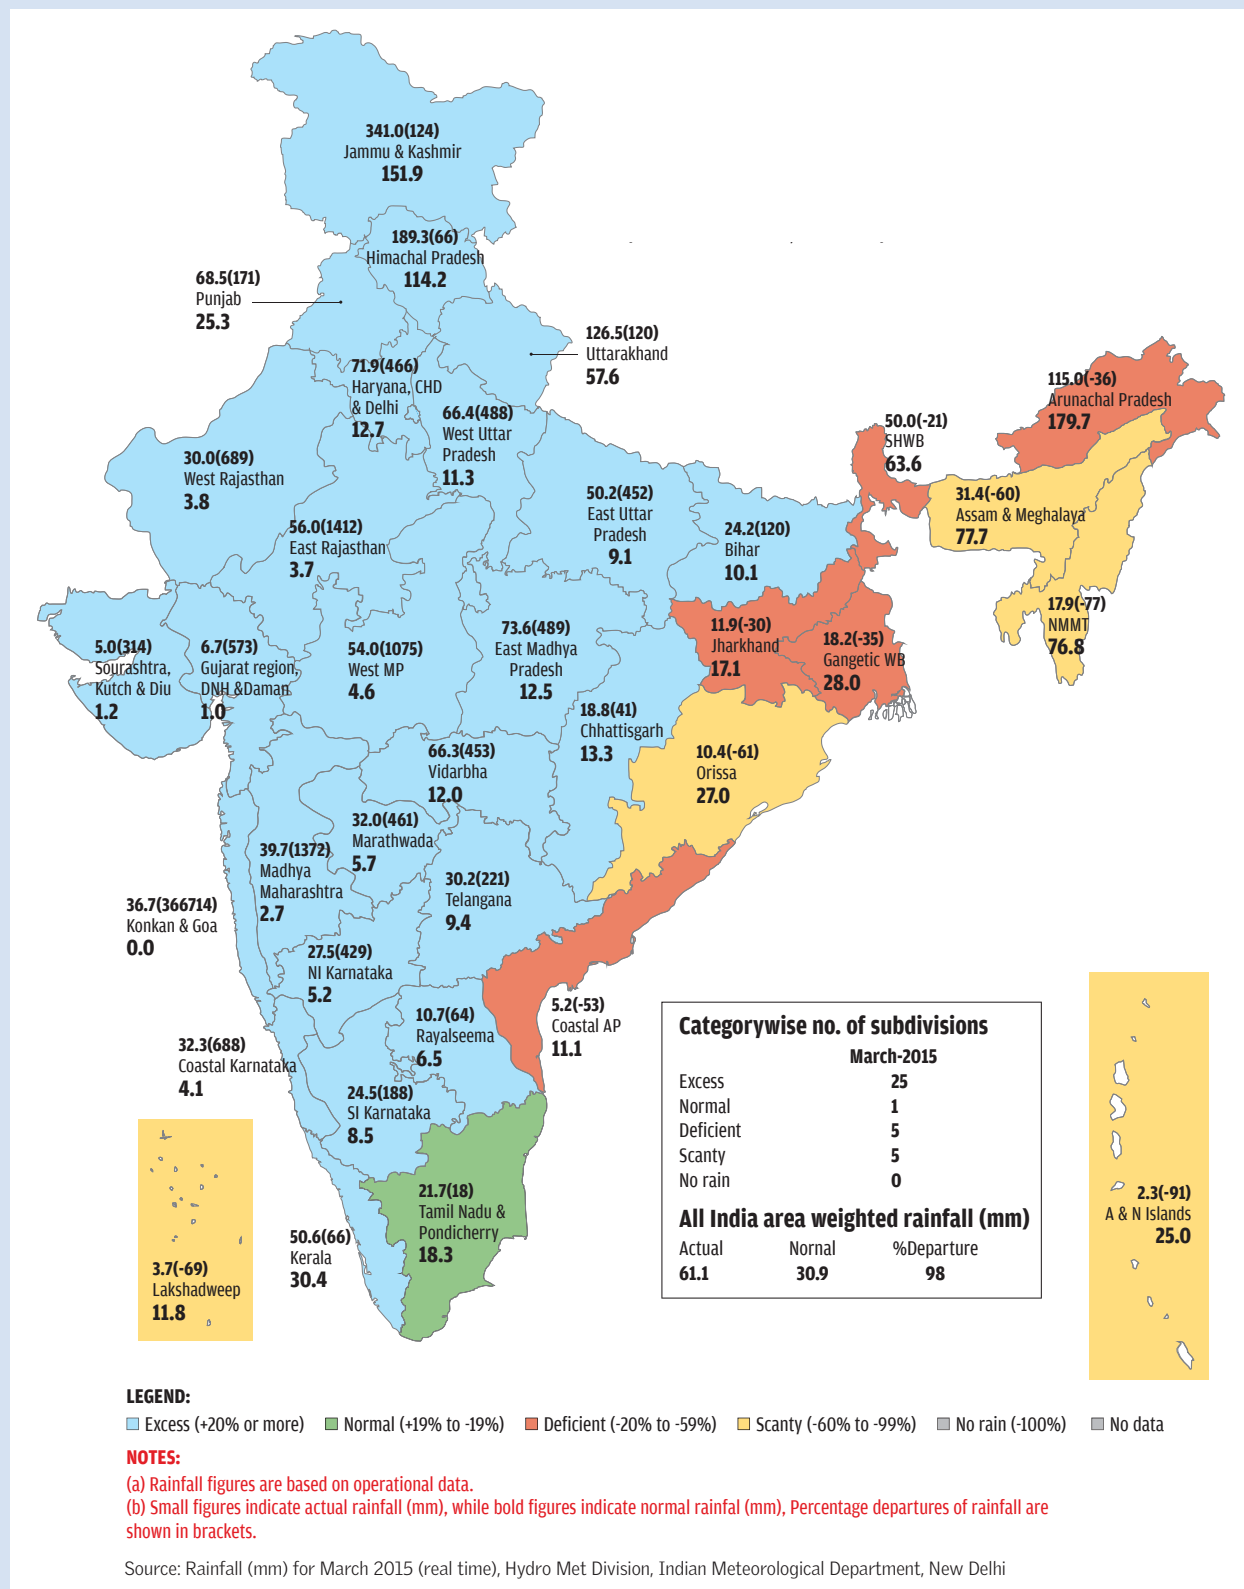 341.0(124)
Jammu & Kashmir
151.9
189.3(66)
Himachal Pradesh
114.2
68.5(171)
Punjab
25.3
126.5(120)
Uttarakhand
57.6
71.9(466)
Haryana, CHD
& Delhi
12.7
66.4(488)
West Uttar
Pradesh
11.3
115.0(-36)
Arunachal Pradesh
179.7
50.0(-21)
SHWB
63.6
30.0(689)
West Rajasthan
3.8
50.2(452)
East Uttar
Pradesh
9.1
31.4(-60)
Assam & Meghalaya
77.7
56.0(1412)
East Rajasthan
3.7
24.2(120)
Bihar
10.1
17.9(-77)
NMMT
76.8
5.0(314)
Sourashtra,
Kutch & Diu
1.2
6.7(573)
Gujarat region,
DNH &Daman
1.0
54.0(1075)
West MP
4.6
73.6(489)
East Madhya
Pradesh
12.5
11.9(-30)
Jharkhand
17.1
18.2(-35)
Gangetic WB
28.0
18.8(41)
Chhattisgarh
13.3
66.3(453)
Vidarbha
12.0
10.4(-61)
Orissa
27.0
32.0(461)
Marathwada
5.7
39.7(1372)
Madhya
Maharashtra
2.7
30.2(221)
Telangana
9.4
36.7(366714)
Konkan & Goa
0.0
27.5(429)
NI Karnataka
5.2
10.7(64)
Rayalseema
6.5
5.2(-53)
Coastal AP
11.1
32.3(688)
Coastal Karnataka
4.1
24.5(188)
SI Karnataka
8.5
21.7(18)
Tamil Nadu &
Pondicherry
18.3
50.6(66)
Kerala
30.4
3.7(-69)
Lakshadweep
11.8
2.3(-91)
A & N Islands
25.0
Categorywise no. of subdivisions
March-2015
Excess 25
Normal 1
Deficient 5
Scanty 5
No rain 0
All India area weighted rainfall (mm)
Actual Nornal %Departure
61.1 30.9 98
LEGEND:
Excess (+20% or more) Normal (+19% to -19%) Deficient (-20% to -59%) Scanty (-60% to -99%) No rain (-100%) No data
NOTES:
(a) Rainfall figures are based on operational data.
(b) Small figures indicate actual rainfall (mm), while bold figures indicate normal rainfal (mm), Percentage departures of rainfall are
shown in brackets.
Source: Rainfall (mm) for March 2015 (real time), Hydro Met Division, Indian Meteorological Department, New Delhi